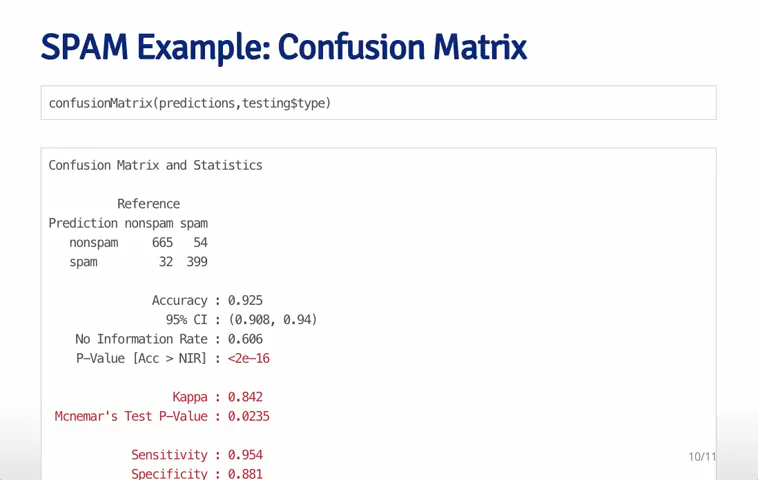 SPAM Example: Confusion Matrix
confusionMatrix(predictions,testing$type)
Confusion Matrix and Statistics
Reference
Prediction nonspam spam
nonspam 665 54
spam 32 399
Accuracy : 0.925
95% CI : (0.908, 0.94)
No Information Rate : 0.606
P-Value [Acc > NIR] : <2e-16
Kappa : 0.842
Mcnemar's Test P-Value : 0.0235
Sensitivity : 0.954
Specificity : 0.881
10/11